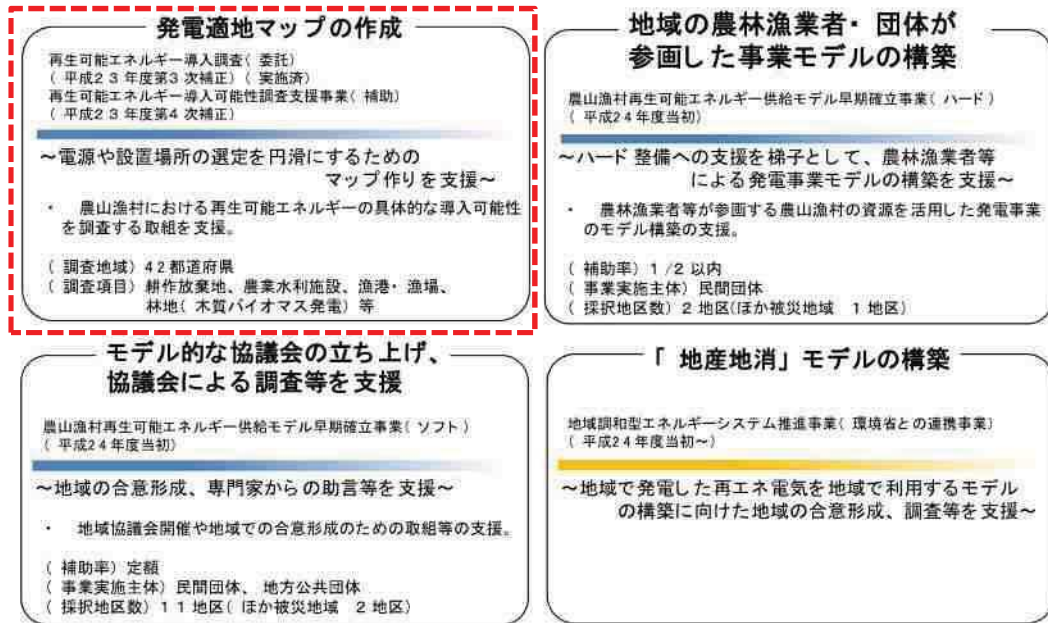 発電適地マップの作成
再生可能エネルギー導入調査( 委託)
( 平成23年度第3次補正) ( 実施済)
再生可能エネルギー導入可能性調査支援事業( 補助)
( 平成23年度第4次補正)
～電源や設置場所の選定を円滑にするための
マップ作りを支援～
・ 農山漁村における再生可能エネルギーの具体的な導入可能性
を調査する取組を支援。
( 調査地域) 42都道府県
( 調査項目) 耕作放棄地、農業水利施設、漁港・漁場、
林地( 木質バイオマス発電) 等
地域の農林漁業者・ 団体が
参画した事業モデルの構築
農山漁村再生可能エネルギー供給モデル早期確立事業( ハード)
( 平成24年度当初)
～ハード整備への支援を梯子として、農林漁業者等
による発電事業モデルの構築を支援～
・ 農林漁業者等が参画する農山漁村の資源を活用した発電事業
のモデル構築の支援。
( 補助率) 1/2以内
( 事業実施主体) 民間団体
( 採択地区数) 2地区(ほか被災地域 1地区)
モデル的な協議会の立ち上げ、
協議会による調査等を支援
農山漁村再生可能エネルギー供給モデル早期確立事業( ソフト)
( 平成24年度当初)
～地域の合意形成、専門家からの助言等を支援～
・ 地域協議会開催や地域での合意形成のための取組等の支援。
( 補助率) 定額
( 事業実施主体) 民間団体、地方公共団体
( 採択地区数) 11地区( ほか被災地域 2地区)
「 地産地消」モデルの構築
地域調和型エネルギーシステム推進事業( 環境省との連携事業)
( 平成24年度当初～)
～地域で発電した再エネ電気を地域で利用するモデル
の構築に向けた地域の合意形成、調査等を支援～